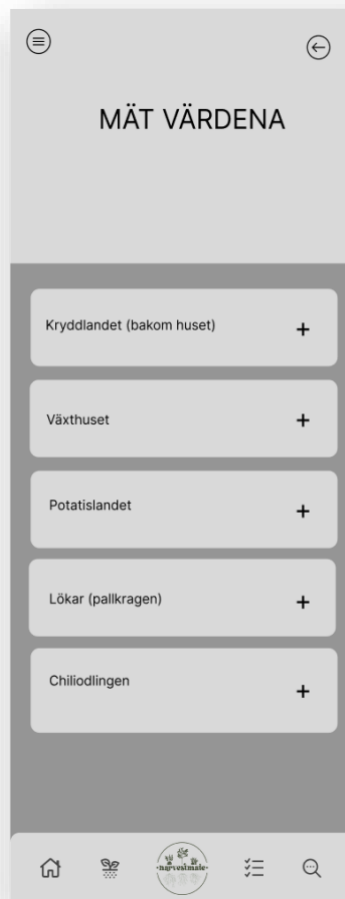 MÄT VÄRDENA
Kryddlandet (bakom huset)
Växthuset
Potatislandet
Lökar (pallkragen)
Chiliodlingen